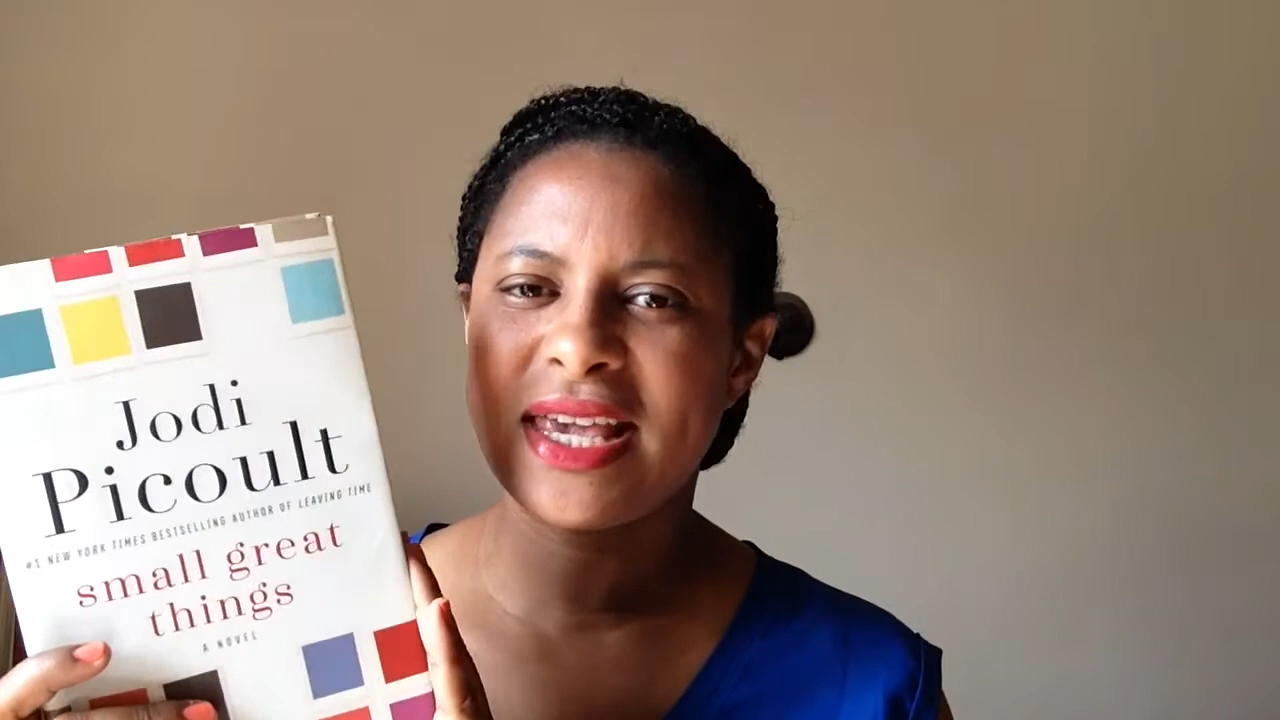 Jodi
Picoult
#1 NEW YORK TIMES BESTSELLING AUTHOR OF LEAVING TIME
small great
things
A NOVEL